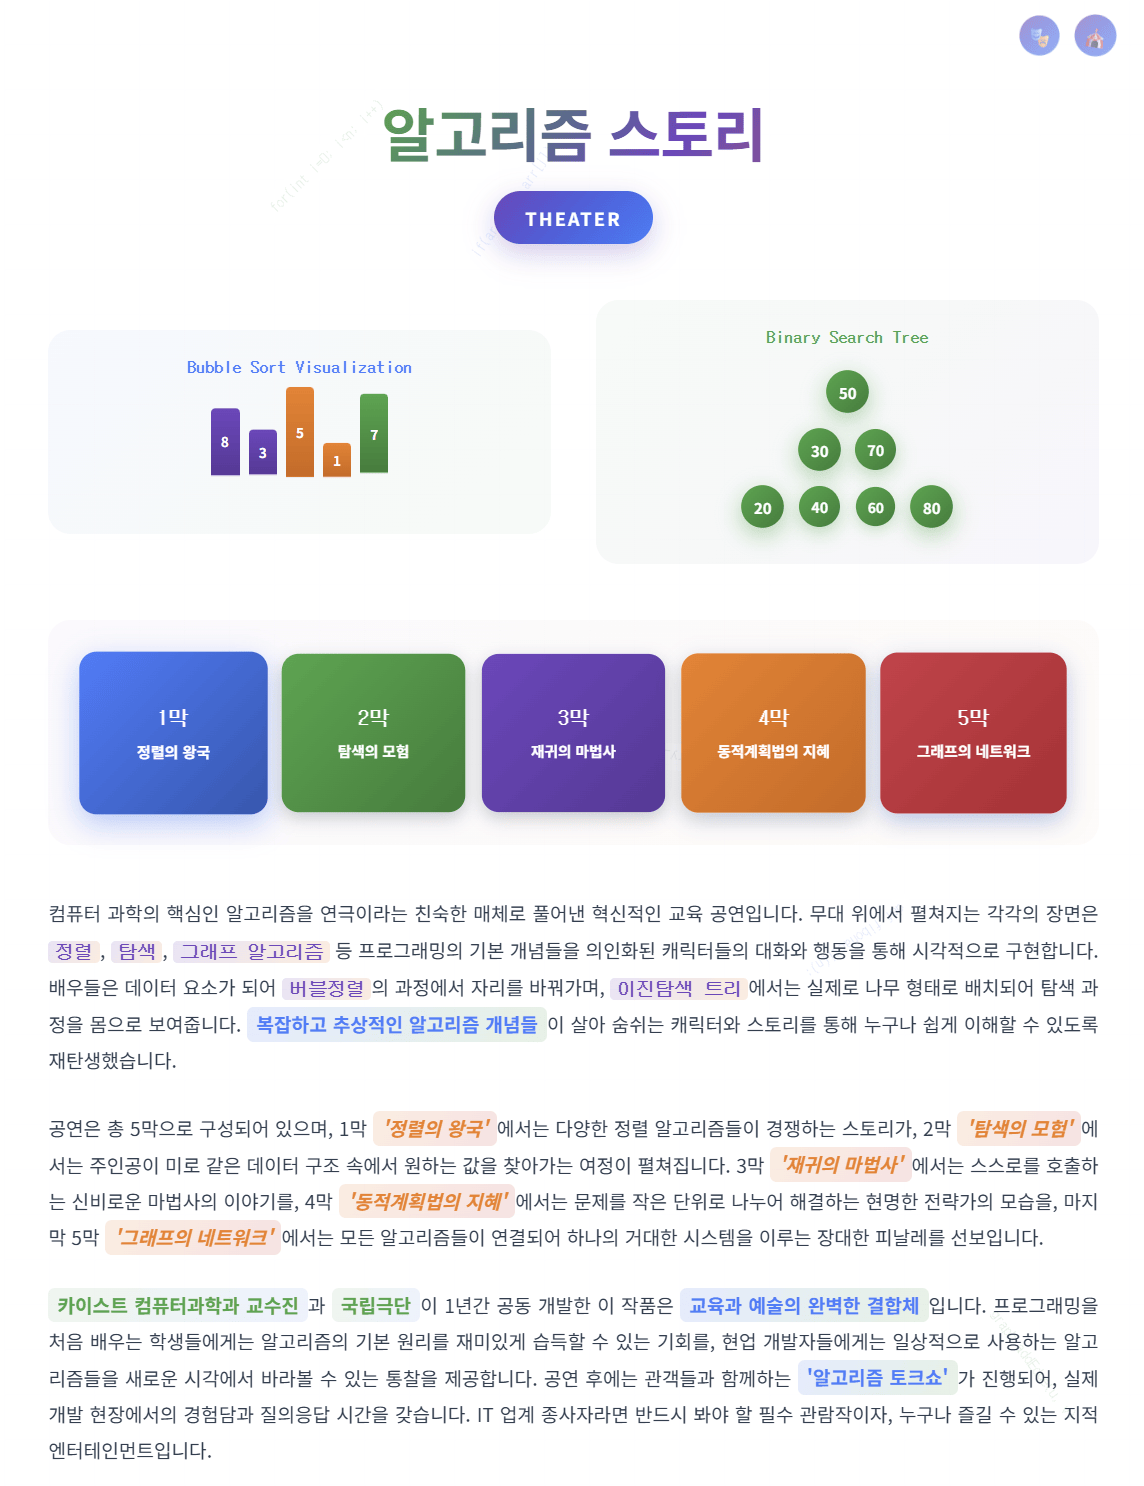 알고리즘 스토리
THEATER
Bubble Sort Visualization
8
3
5
1
7
Binary Search Tree
50
30
70
20
40
60
80
1막
정렬의 왕국
2막
탐색의 모험
3막
재귀의 마법사
4막
동적계획법의 지혜
5막
그래프의 네트워크
컴퓨터 과학의 핵심인 알고리즘을 연극이라는 친숙한 매체로 풀어낸 혁신적인 교육 공연입니다. 무대 위에서 펼쳐지는 각각의 장면은
정렬, 탐색, 그래프 알고리즘 등 프로그래밍의 기본 개념들을 의인화된 캐릭터들의 대화와 행동을 통해 시각적으로 구현합니다.
배우들은 데이터 요소가 되어 버블정렬의 과정에서 자리를 바꿔가며, 이진탐색 트리에서는 실제로 나무 형태로 배치되어 탐색 과
정을 몸으로 보여줍니다. 복잡하고 추상적인 알고리즘 개념들이 살아 숨쉬는 캐릭터와 스토리를 통해 누구나 쉽게 이해할 수 있도록
재탄생했습니다.
공연은 총 5막으로 구성되어 있으며, 1막 '정렬의 왕국'에서는 다양한 정렬 알고리즘들이 경쟁하는 스토리가, 2막 '탐색의 모험'에
서는 주인공이 미로 같은 데이터 구조 속에서 원하는 값을 찾아가는 여정이 펼쳐집니다. 3막 '재귀의 마법사'에서는 스스로를 호출하
는 신비로운 마법사의 이야기를, 4막 '동적계획법의 지혜'에서는 문제를 작은 단위로 나누어 해결하는 현명한 전략가의 모습을, 마지
막 5막 '그래프의 네트워크'에서는 모든 알고리즘들이 연결되어 하나의 거대한 시스템을 이루는 장대한 피날레를 선보입니다.
카이스트 컴퓨터과학과 교수진과 국립극단이 1년간 공동 개발한 이 작품은 교육과 예술의 완벽한 결합체입니다. 프로그래밍을
처음 배우는 학생들에게는 알고리즘의 기본 원리를 재미있게 습득할 수 있는 기회를, 현업 개발자들에게는 일상적으로 사용하는 알고
리즘들을 새로운 시각에서 바라볼 수 있는 통찰을 제공합니다. 공연 후에는 관객들과 함께하는 '알고리즘 토크쇼'가 진행되어, 실제
개발 현장에서의 경험담과 질의응답 시간을 갖습니다. IT 업계 종사자라면 반드시 봐야 할 필수 관람작이자, 누구나 즐길 수 있는 지적
엔터테인먼트입니다.